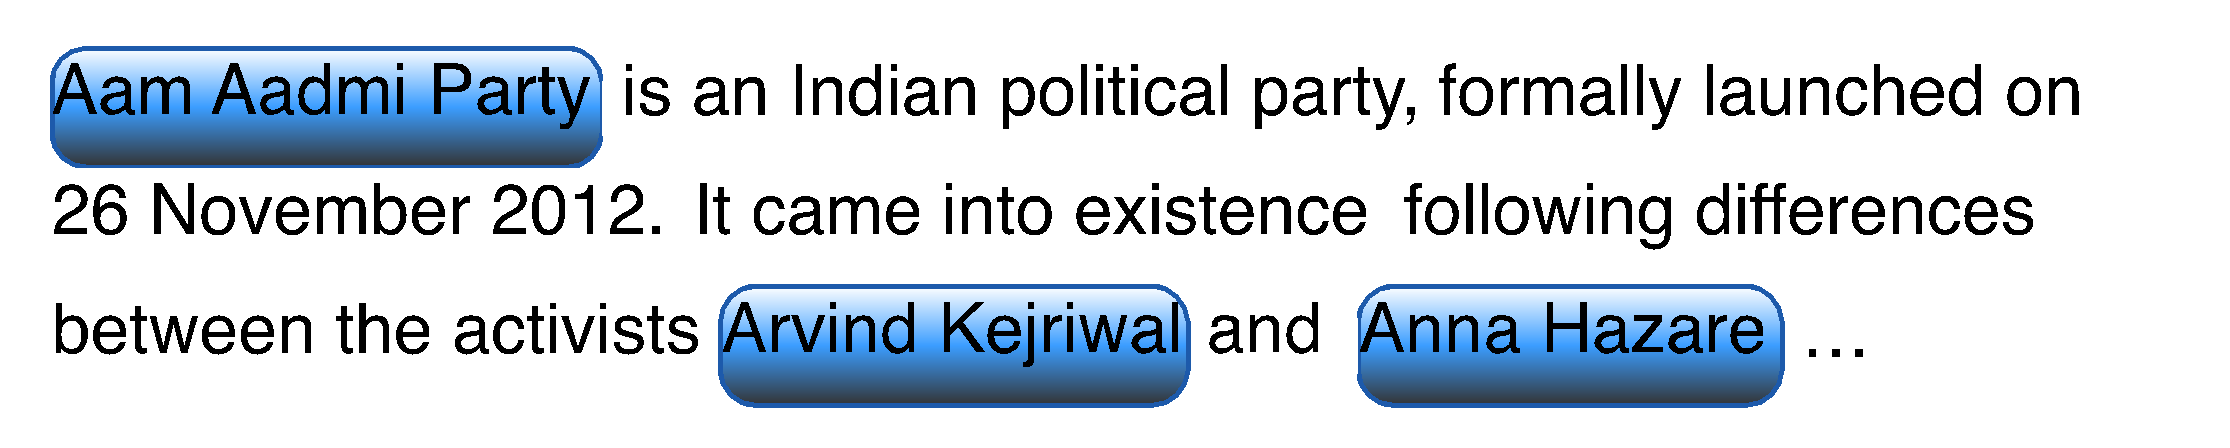 Aam Aadmi Party is an Indian political party, formally launched on
26 November 2012. It came into existence following differences
between the activists Arvind Kejriwal and Anna Hazare ...